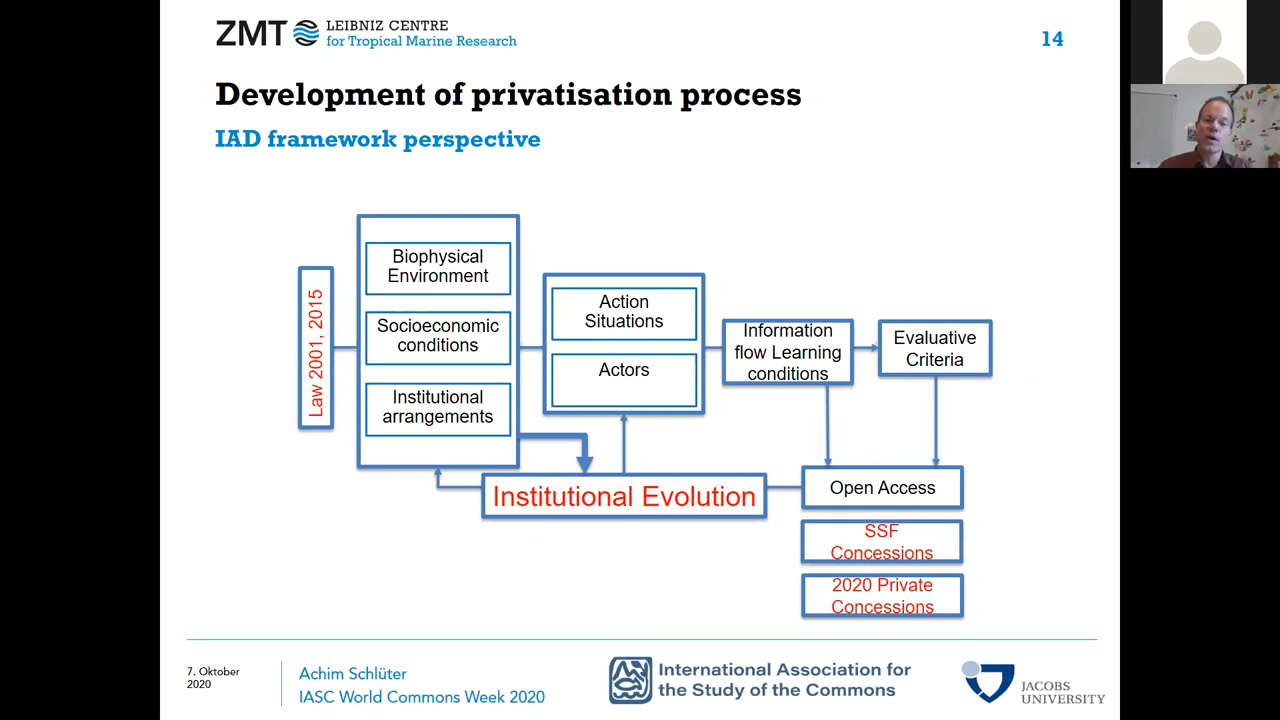 ZMT
LEIBNIZ CENTRE
for Tropical Marine Research
14
Development of privatisation process
IAD framework perspective
Law 2001, 2015
Biophysical
Environment
Socioeconomic
conditions
Institutional
arrangements
Action
Situations
Actors
Information
flow Learning
conditions
Evaluative
Criteria
Institutional Evolution
Open Access
SSF
Concessions
2020 Private
Concessions
7. Oktober
2020
Achim Schlüter
IASC World Commons Week 2020
International Association for
the Study of the Commons
JACOBS
UNIVERSITY